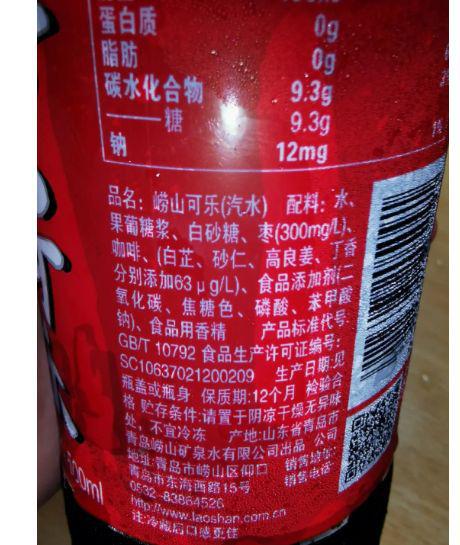 蛋白质 0g
脂肪 0g
碳水化合物 9.3g
——糖 9.3g
钠 12mg
品名：崂山可乐(汽水) 配料：水、
果葡糖浆、白砂糖、枣(300mg/L)、
咖啡、(白芷、砂仁、高良姜、丁香
分别添加63μg/L)、食品添加剂(二
氧化碳、焦糖色、磷酸、苯甲酸
钠)、食品用香精 产品标准代号：
GB/T 10792 食品生产许可证编号：
SC10637021200209 生产日期：见
瓶盖或瓶身 保质期：12个月 检验合
格 贮存条件：请置于阴凉干燥无异味
处，不宜冷冻 产地：山东省青岛市
青岛崂山矿泉水有限公司出品 公司
地址：青岛市崂山区仰口 销售地址：
青岛市东海西路15号 销售电话：
0532-83864526
http://www.laoshan.com.cn
注：冷藏后口感更佳
500ml